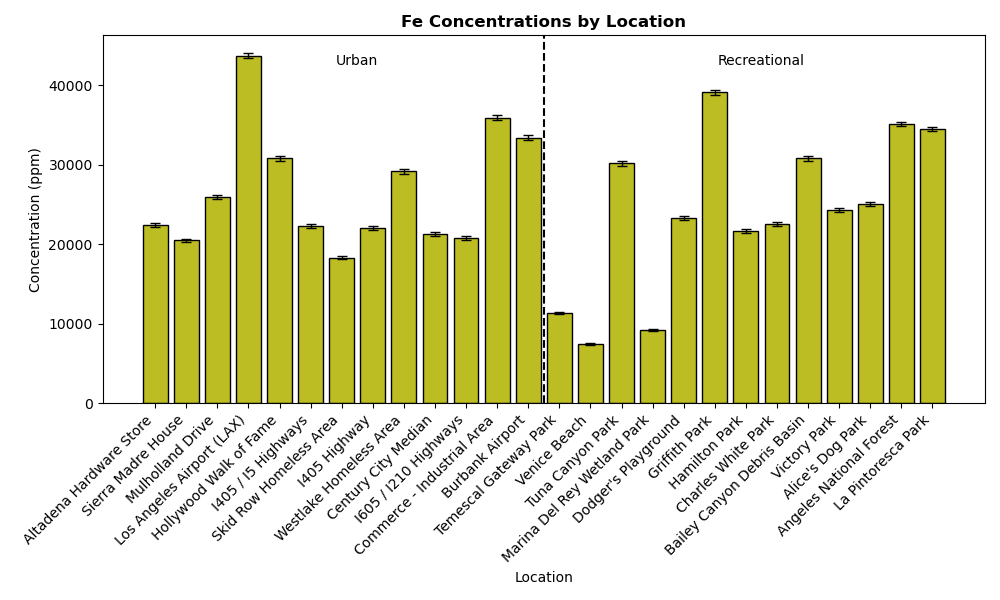 Fe Concentrations by Location
Urban
Recreational
Concentration (ppm)
40000
30000
20000
10000
0
Altadena Hardware Store
Sierra Madre House
Mulholland Drive
Los Angeles Airport (LAX)
Hollywood Walk of Fame
I405 / I5 Highways
Skid Row Homeless Area
I405 Highway
Westlake Homeless Area
Century City Median
I605 / I210 Highways
Commerce - Industrial Area
Burbank Airport
Temescal Gateway Park
Venice Beach
Tuna Canyon Park
Marina Del Rey Wetland Park
Dodger's Playground
Griffith Park
Hamilton Park
Charles White Park
Bailey Canyon Debris Basin
Victory Park
Alice's Dog Park
Angeles National Forest
La Pintoresca Park
Location